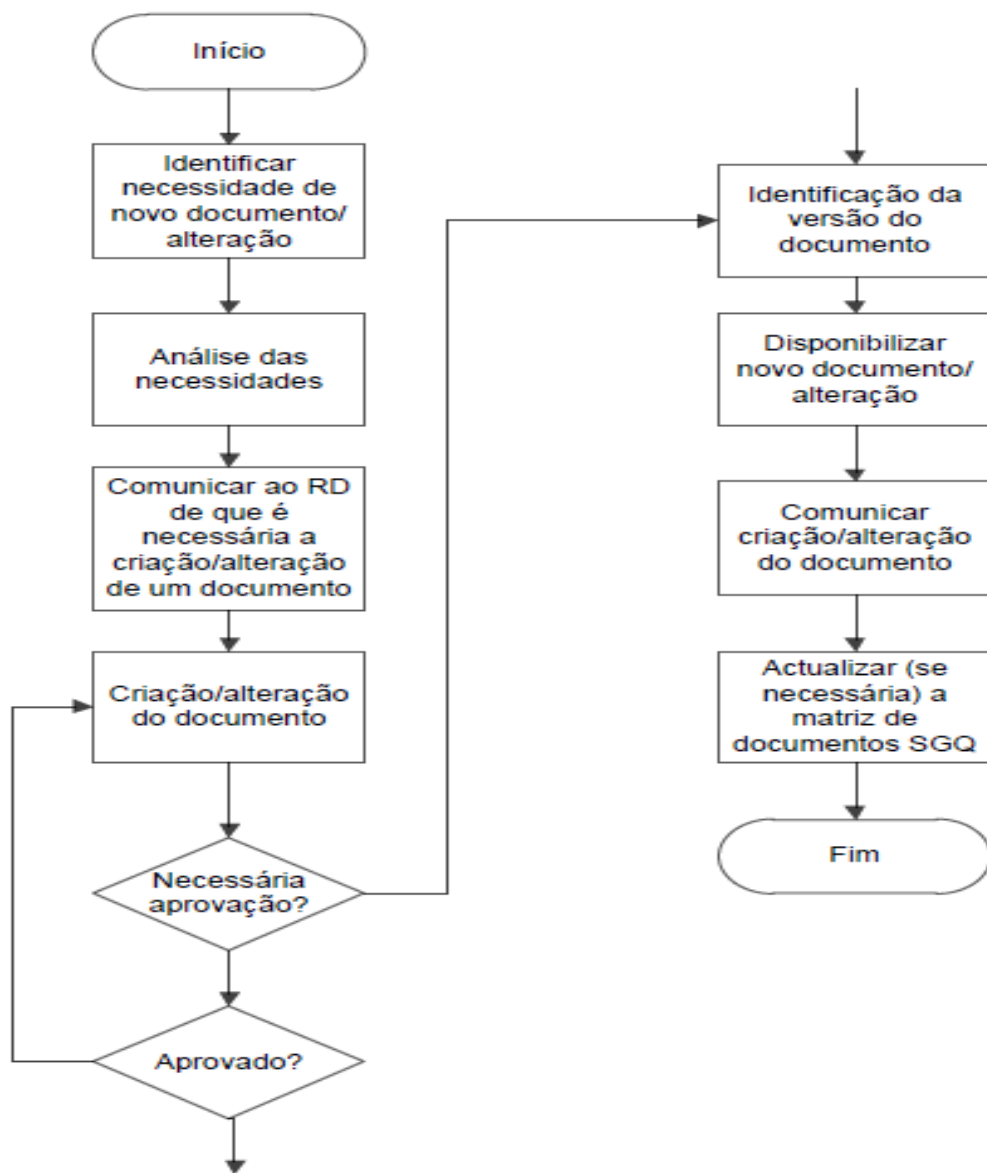 Início
Identificar
necessidade de
novo documento/
alteração
Análise das
necessidades
Comunicar ao RD
de que é
necessária a
criação/alteração
de um documento
Criação/alteração
do documento
Necessária
aprovação?
Aprovado?
Identificação da
versão do
documento
Disponibilizar
novo documento/
alteração
Comunicar
criação/alteração
do documento
Actualizar (se
necessária) a
matriz de
documentos SGQ
Fim